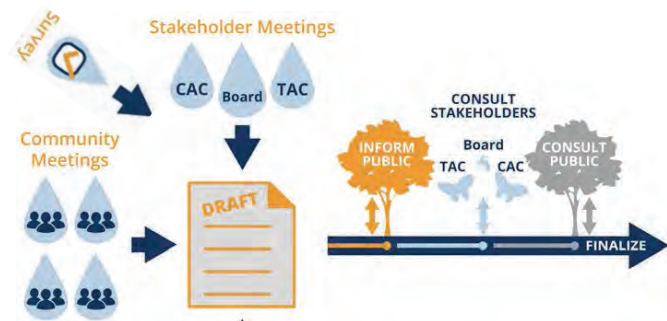 Survey
Stakeholder Meetings
CAC
Board
TAC
Community
Meetings
DRAFT
CONSULT
STAKEHOLDERS
INFORM
PUBLIC
Board
TAC
CAC
CONSULT
PUBLIC
FINALIZE